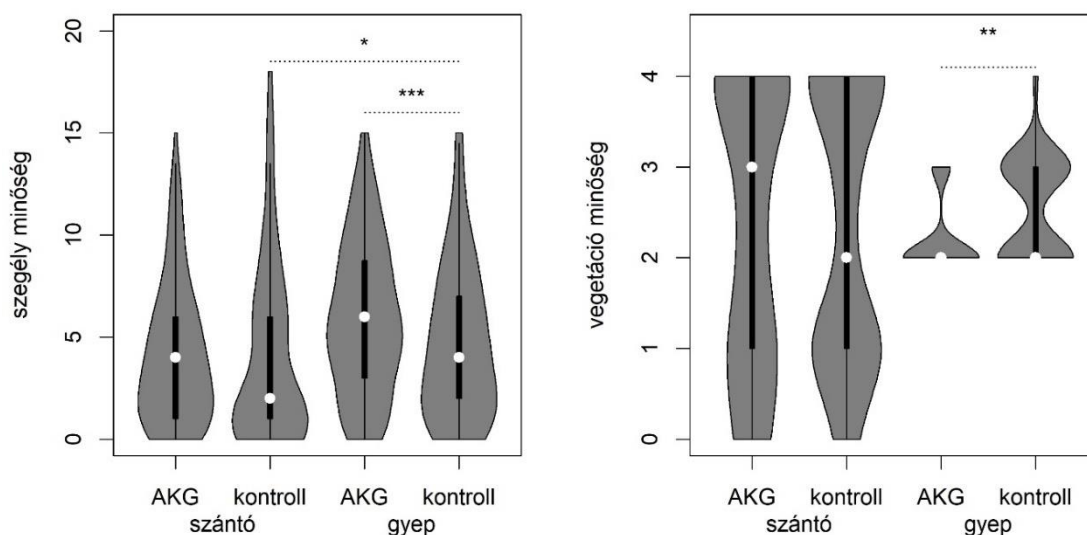 szegély minőség
20
15
10
5
0
*
***
AKG kontroll AKG kontroll
szántó gyep
vegetáció minőség
4
3
2
1
0
**
AKG kontroll AKG kontroll
szántó gyep